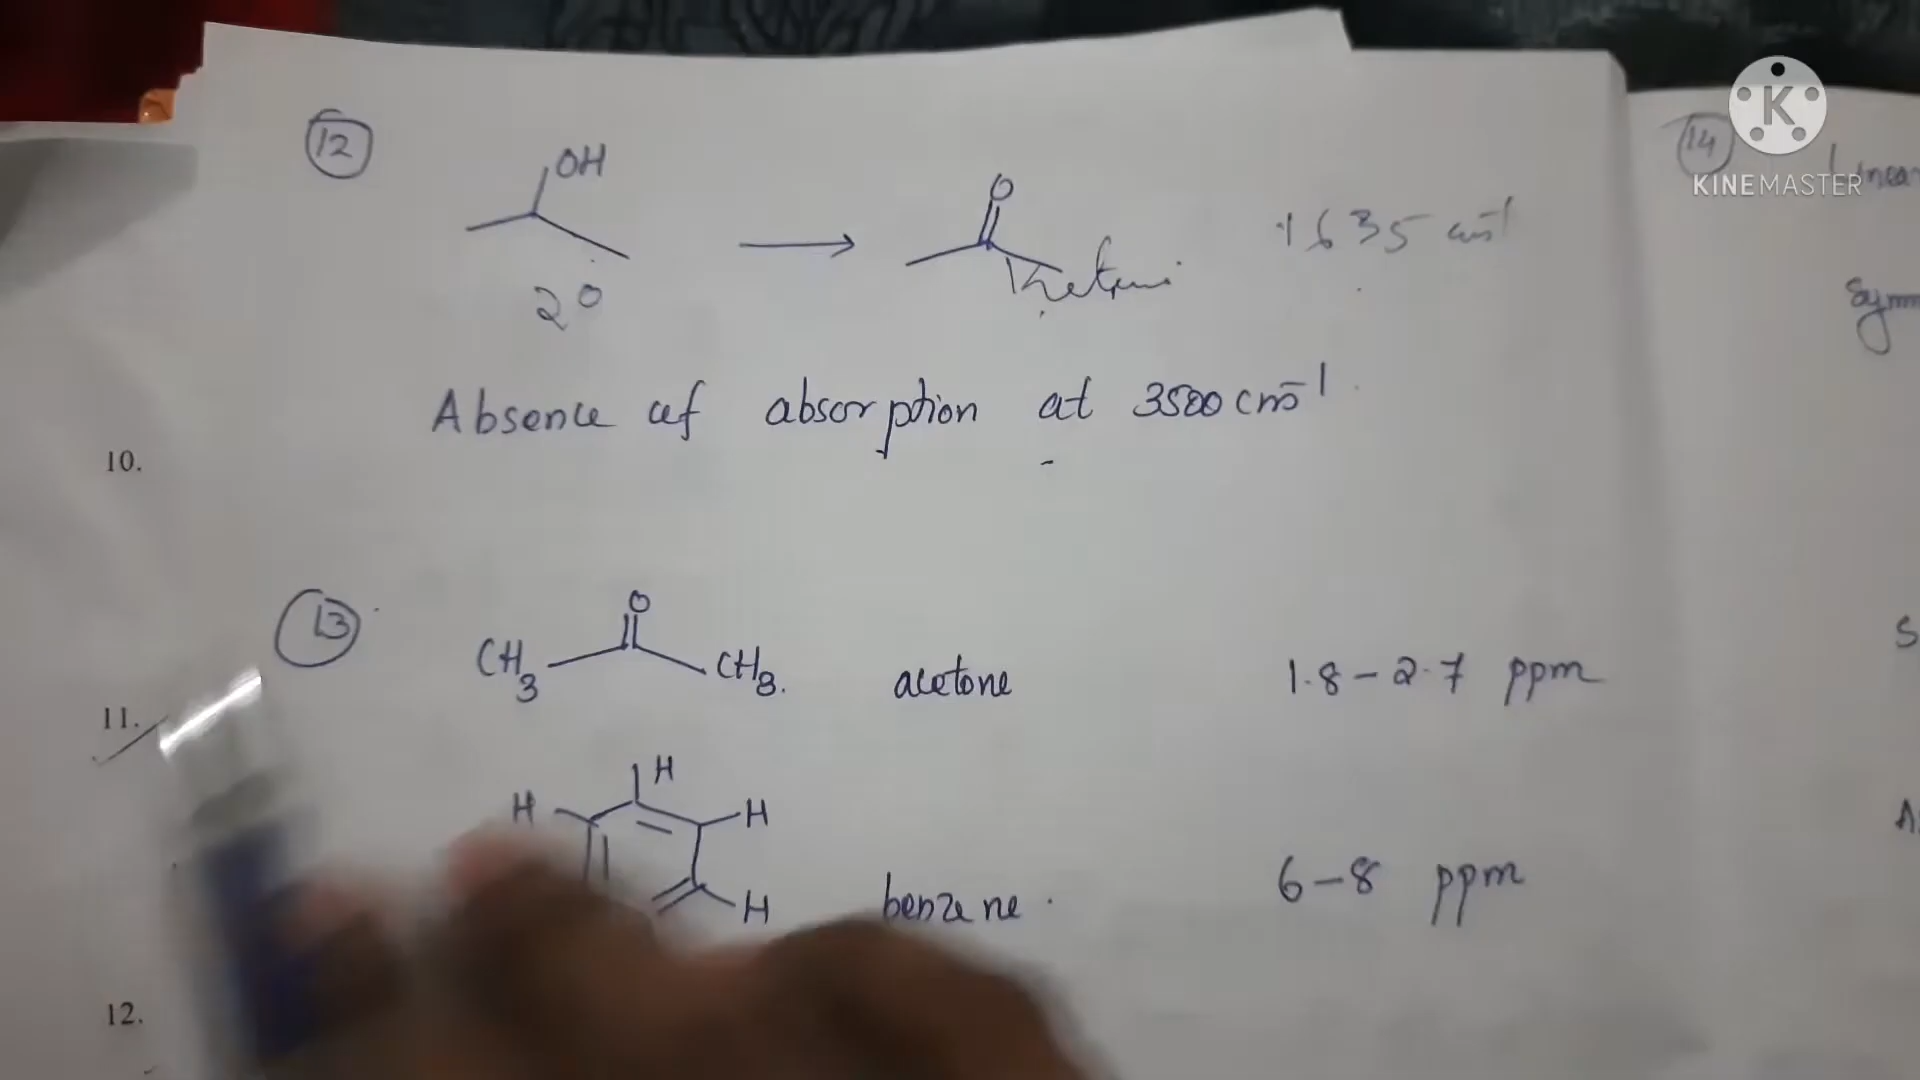 12
OH
O
1635 cm-1
2°
Absence of absorption at 3500 cm-1
10.
13
O
CH3
CH3.
acetone
1.8-2.7 ppm
11.
H
H
H
H
benzene.
6-8 ppm
12.
14
KINEMASTER